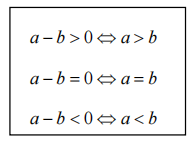 a − b > 0 ⇔ a > b
a − b = 0 ⇔ a = b
a − b < 0 ⇔ a < b